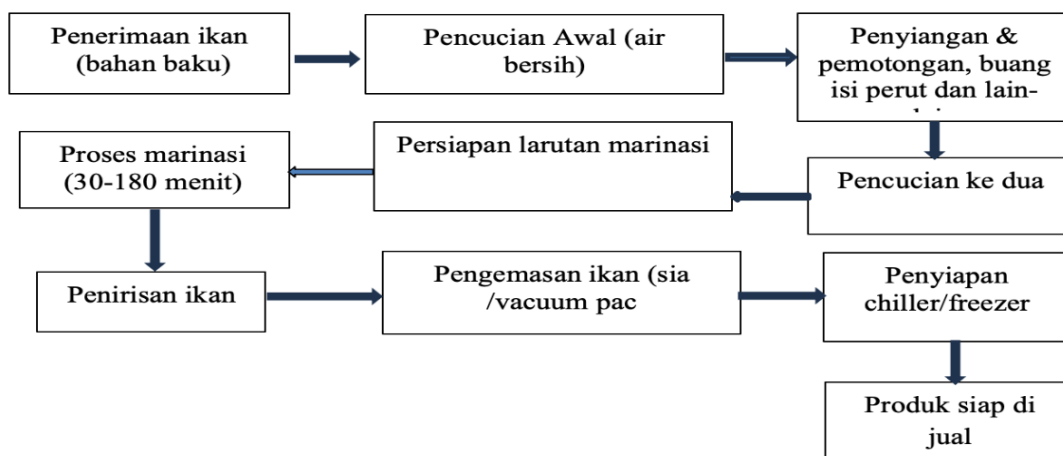 Penerimaan ikan
(bahan baku)
Pencucian Awal (air
bersih)
Penyiangan &
pemotongan, buang
isi perut dan lain-
Pencucian ke dua
Persiapan larutan marinasi
Proses marinasi
(30-180 menit)
Penirisan ikan
Pengemasan ikan (sia
/vacuum pac
Penyiapan
chiller/freezer
Produk siap di
jual